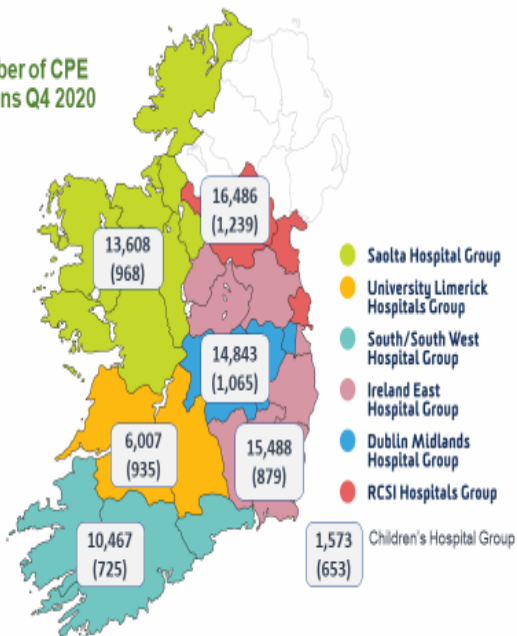 ber of CPE
ns Q4 2020
16,486
(1,239)
13,608
(968)
14,843
(1,065)
6,007
(935)
15,488
(879)
10,467
(725)
1,573
(653)
Saolta Hospital Group
University Limerick
Hospitals Group
South/South West
Hospital Group
Ireland East
Hospital Group
Dublin Midlands
Hospital Group
RCSI Hospitals Group
Children's Hospital Group